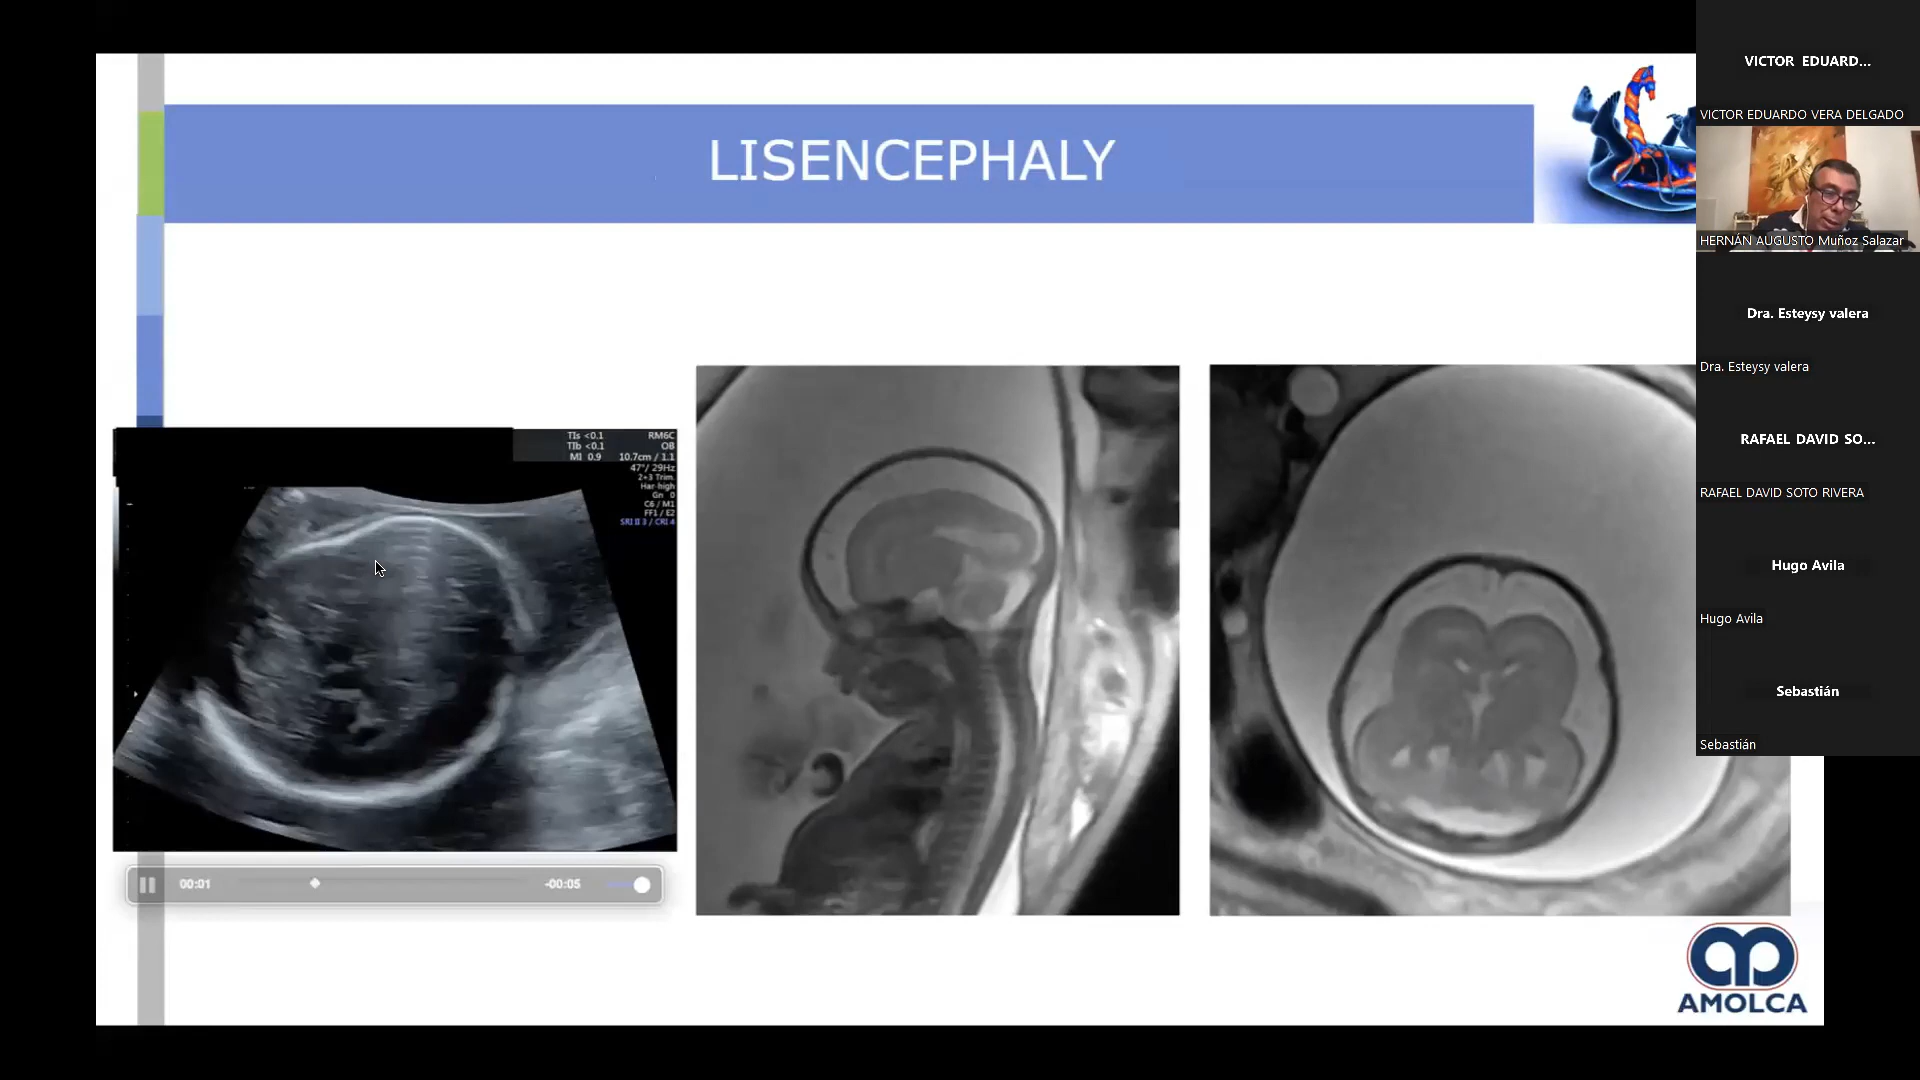 LISENCEPHALY
TIs <0.1 RM6C
TIb <0.1 OB
MI 0.9 10.7cm / 1.1
47°/ 29Hz
2+3 Trim.
Har-high
Gn 0
C6 / M1
FF1 / E2
SRI II 3 / CRI 4
00:01 -00:05
AMOLCA
VICTOR EDUARD...
VICTOR EDUARDO VERA DELGADO
HERNÁN AUGUSTO Muñoz Salazar
Dra. Esteysy valera
Dra. Esteysy valera
RAFAEL DAVID SO...
RAFAEL DAVID SOTO RIVERA
Hugo Avila
Hugo Avila
Sebastián
Sebastián